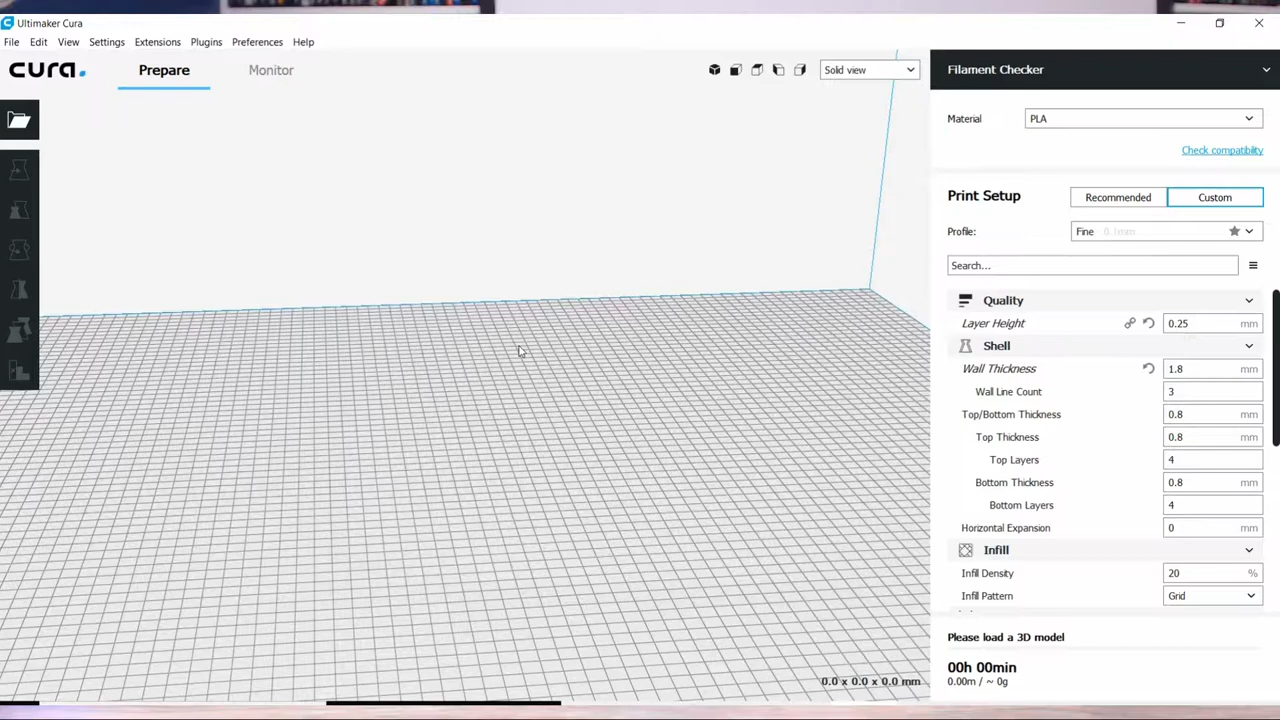 Ultimaker Cura
File Edit View Settings Extensions Plugins Preferences Help
cura. Prepare Monitor Solid view Filament Checker
Material PLA
Check compatibility
Print Setup Recommended Custom
Profile: Fine 0.1mm
Search...
Quality
Layer Height 0.25 mm
Shell
Wall Thickness 1.8 mm
Wall Line Count 3
Top/Bottom Thickness 0.8 mm
Top Thickness 0.8 mm
Top Layers 4
Bottom Thickness 0.8 mm
Bottom Layers 4
Horizontal Expansion 0 mm
Infill
Infill Density 20 %
Infill Pattern Grid
Please load a 3D model
00h 00min
0.0 x 0.0 x 0.0 mm 0.00m / ~ 0g